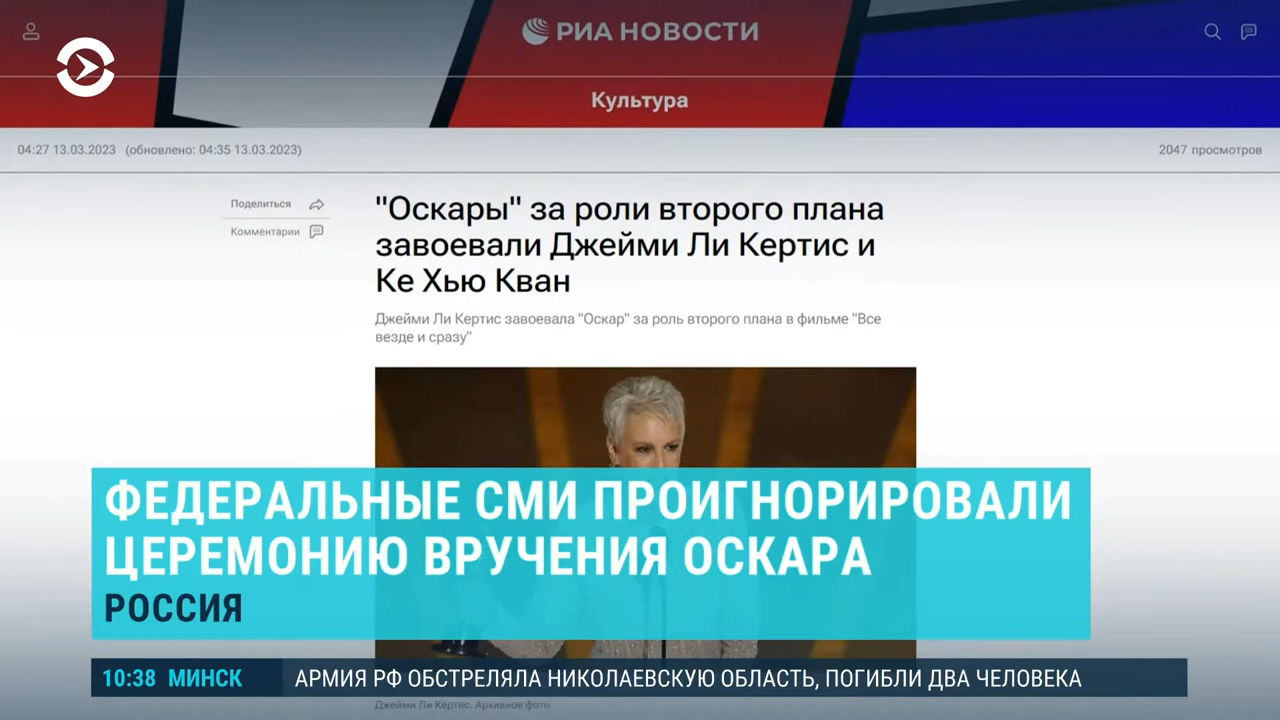 РИА НОВОСТИ
Культура
04:27 13.03.2023 (обновлено: 04:35 13.03.2023)
2047 просмотров
Поделиться
Комментарии
"Оскары" за роли второго плана
завоевали Джейми Ли Кертис и
Ке Хью Кван
Джейми Ли Кертис завоевала "Оскар" за роль второго плана в фильме "Все
везде и сразу"
ФЕДЕРАЛЬНЫЕ СМИ ПРОИГНОРИРОВАЛИ
ЦЕРЕМОНИЮ ВРУЧЕНИЯ ОСКАРА
РОССИЯ
10:38 МИНСК
АРМИЯ РФ ОБСТРЕЛЯЛА НИКОЛАЕВСКУЮ ОБЛАСТЬ, ПОГИБЛИ ДВА ЧЕЛОВЕКА
Джейми Ли Кертис. Архивное фото